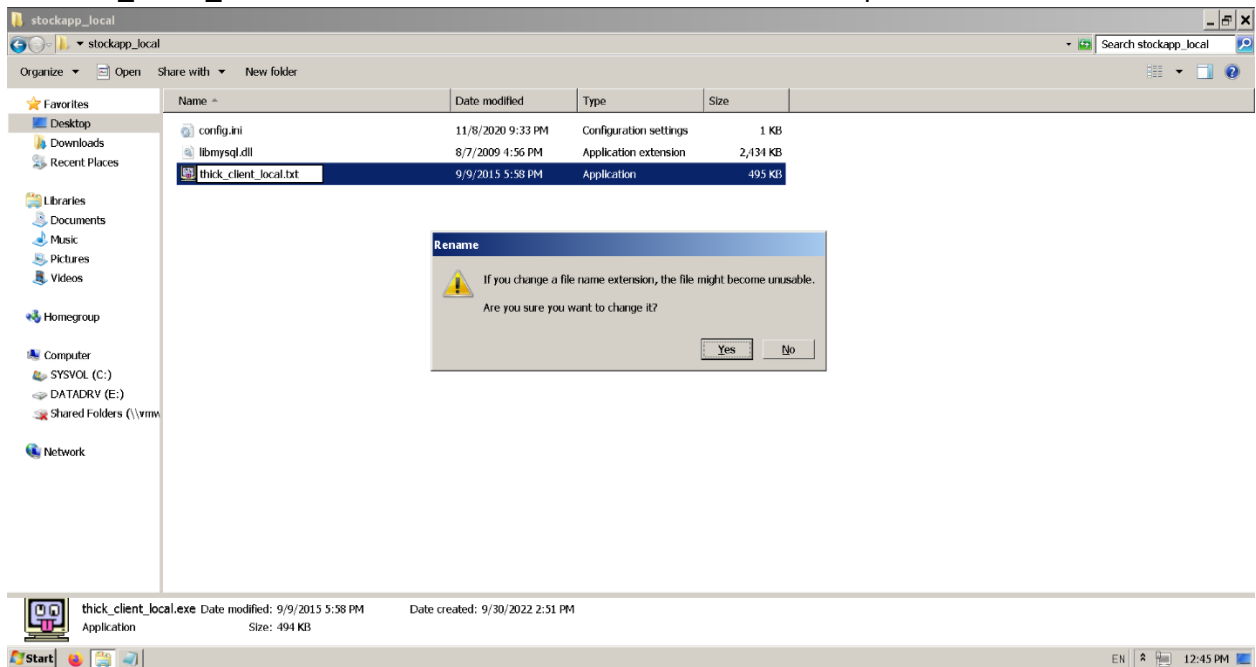 stockapp_local
stockapp_local
Search stockapp_local
Organize Open Share with New folder
Name Date modified Type Size
Favorites
Desktop
Downloads
Recent Places
Libraries
Documents
Music
Pictures
Videos
Homegroup
Computer
SYSVOL (C:)
DATADRV (E:)
Shared Folders (\\vmw
Network
config.ini 11/8/2020 9:33 PM Configuration settings 1 KB
libmysql.dll 8/7/2009 4:56 PM Application extension 2,434 KB
thick_client_local.txt 9/9/2015 5:58 PM Application 495 KB
Rename
If you change a file name extension, the file might become unusable.
Are you sure you want to change it?
Yes No
thick_client_local.exe Date modified: 9/9/2015 5:58 PM Date created: 9/30/2022 2:51 PM
Application Size: 494 KB
Start EN 12:45 PM